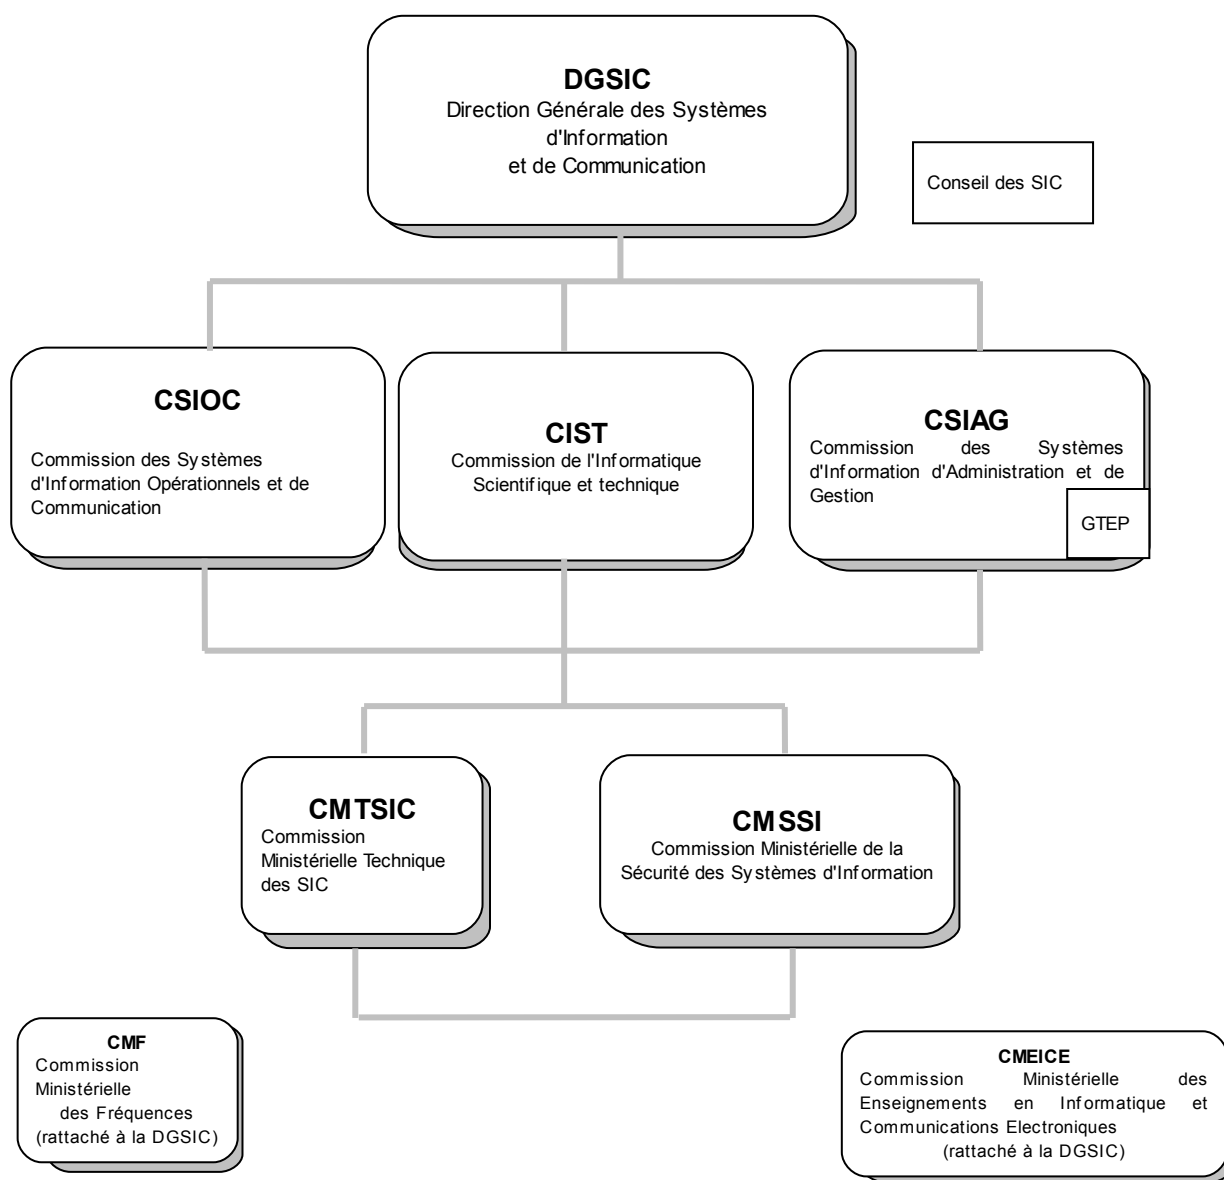 DGSIC
Direction Générale des Systèmes
d'Information
et de Communication
Conseil des SIC
CSIOC
Commission des Systèmes
d'Information Opérationnels et de
Communication
CIST
Commission de l'Informatique
Scientifique et technique
CSIAG
Commission des Systèmes
d'Information d'Administration et de
Gestion
GTEP
CMTSIC
Commission
Ministérielle Technique
des SIC
CMSSI
Commission Ministérielle de la
Sécurité des Systèmes d'Information
CMF
Commission
Ministérielle
des Fréquences
(rattaché à la DGSIC)
CMEICE
Commission Ministérielle des
Enseignements en Informatique et
Communications Electroniques
(rattaché à la DGSIC)